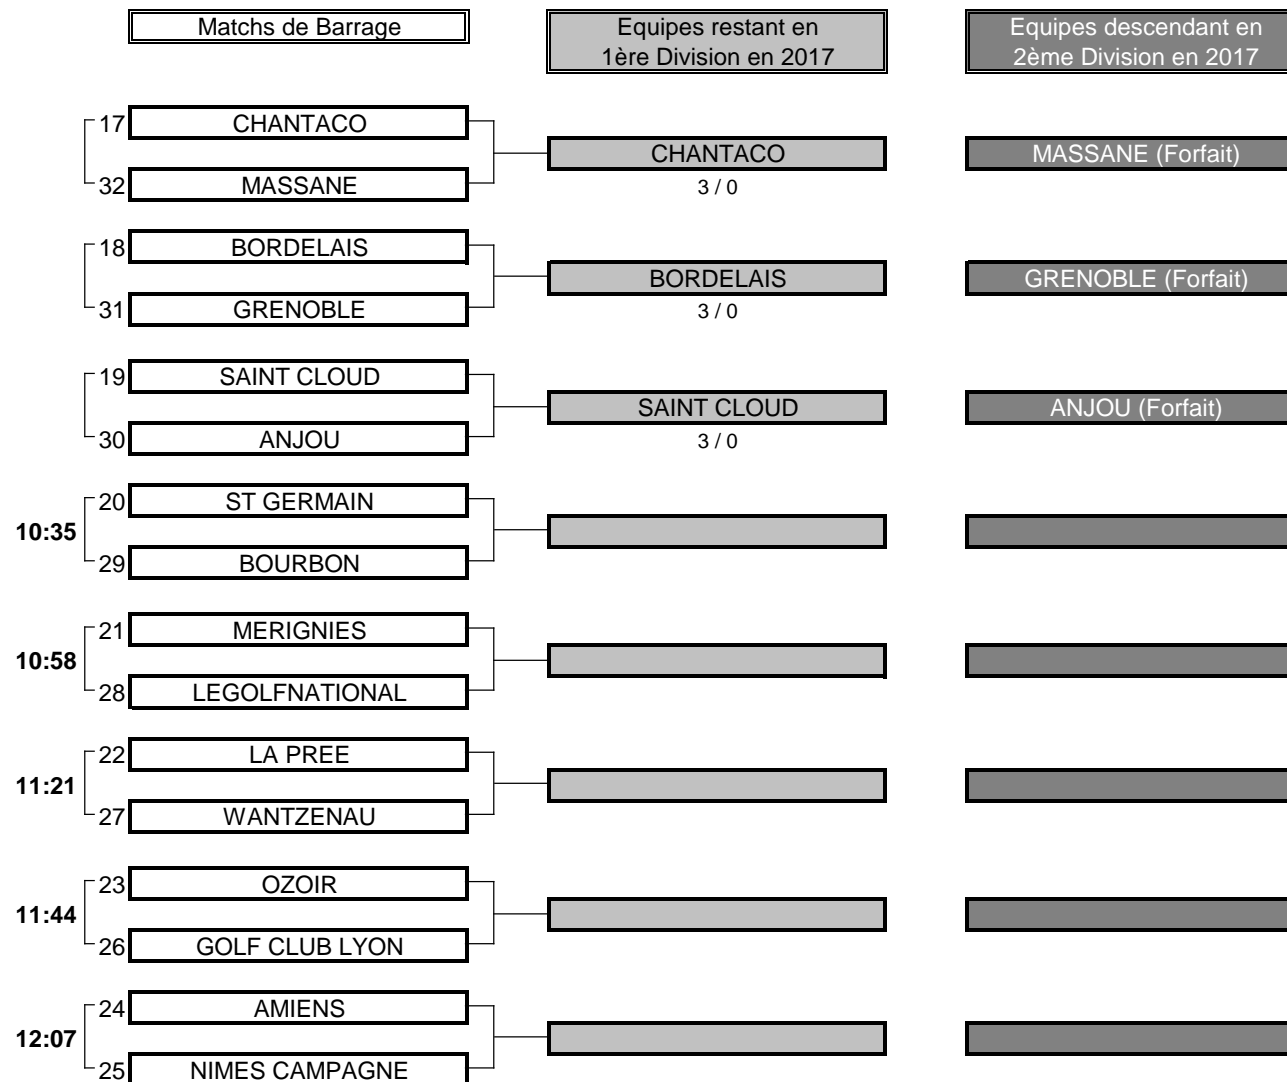 Matchs de Barrage
Equipes restant en
1ère Division en 2017
Equipes descendant en
2ème Division en 2017
17 CHANTACO
CHANTACO
MASSANE (Forfait)
32 MASSANE
3 / 0
18 BORDELAIS
BORDELAIS
GRENOBLE (Forfait)
31 GRENOBLE
3 / 0
19 SAINT CLOUD
SAINT CLOUD
ANJOU (Forfait)
30 ANJOU
3 / 0
20 ST GERMAIN
10:35
29 BOURBON
21 MERIGNIES
10:58
28 LEGOLFNATIONAL
22 LA PREE
11:21
27 WANTZENAU
23 OZOIR
11:44
26 GOLF CLUB LYON
24 AMIENS
12:07
25 NIMES CAMPAGNE